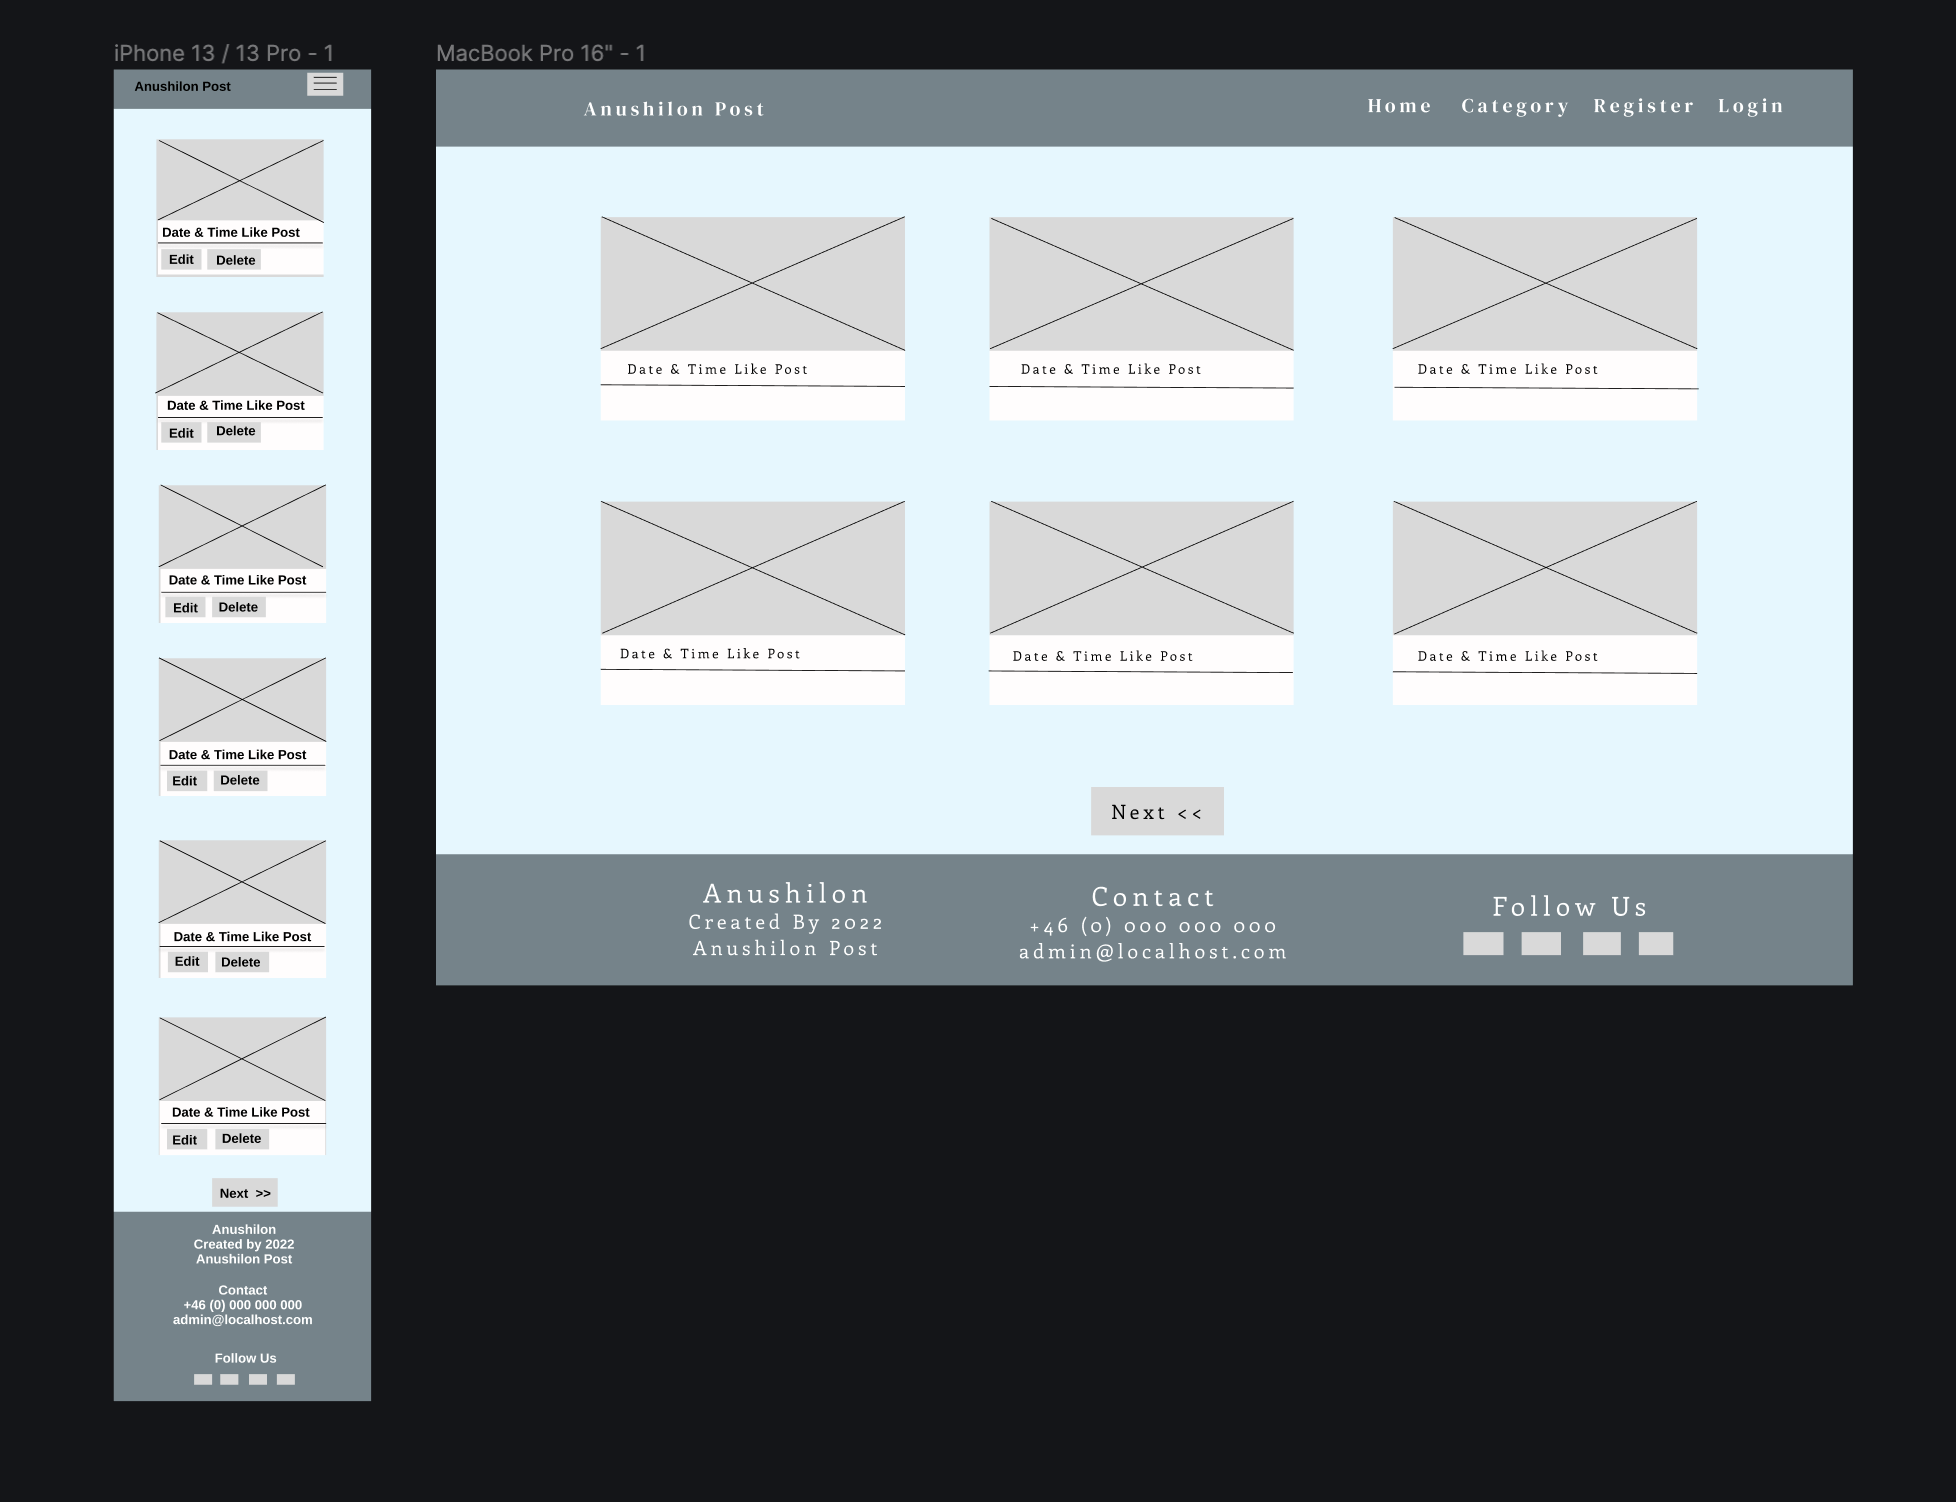 iPhone 13 / 13 Pro - 1
Anushilon Post
Date & Time Like Post
Edit Delete
Date & Time Like Post
Edit Delete
Date & Time Like Post
Edit Delete
Date & Time Like Post
Edit Delete
Date & Time Like Post
Edit Delete
Date & Time Like Post
Edit Delete
Next >>
Anushilon
Created by 2022
Anushilon Post
Contact
+46 (0) 000 000 000
admin@localhost.com
Follow Us
MacBook Pro 16" - 1
Anushilon Post
Home Category Register Login
Date & Time Like Post
Date & Time Like Post
Date & Time Like Post
Date & Time Like Post
Date & Time Like Post
Date & Time Like Post
Next <<
Anushilon
Created By 2022
Anushilon Post
Contact
+46 (0) 000 000 000
admin@localhost.com
Follow Us